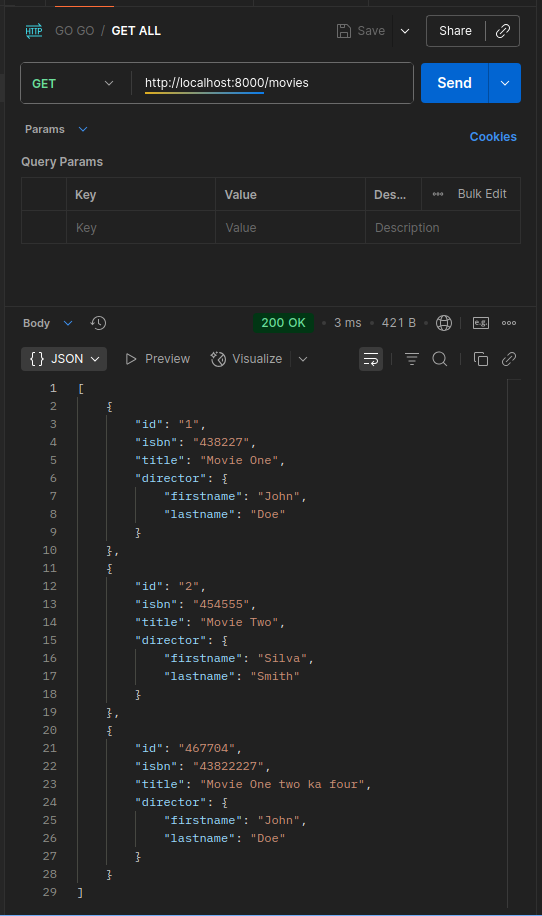 HTTP GO GO / GET ALL Save Share
GET http://localhost:8000/movies Send
Params
Cookies
Query Params
Key Value Des... Bulk Edit
Key Value Description
Body 200 OK • 3 ms • 421 B • e.g.
{} JSON Preview Visualize
1 [
2 {
3 "id": "1",
4 "isbn": "438227",
5 "title": "Movie One",
6 "director": {
7 "firstname": "John",
8 "lastname": "Doe"
9 }
10 },
11 {
12 "id": "2",
13 "isbn": "454555",
14 "title": "Movie Two",
15 "director": {
16 "firstname": "Silva",
17 "lastname": "Smith"
18 }
19 },
20 {
21 "id": "467704",
22 "isbn": "43822227",
23 "title": "Movie One two ka four",
24 "director": {
25 "firstname": "John",
26 "lastname": "Doe"
27 }
28 }
29 ]